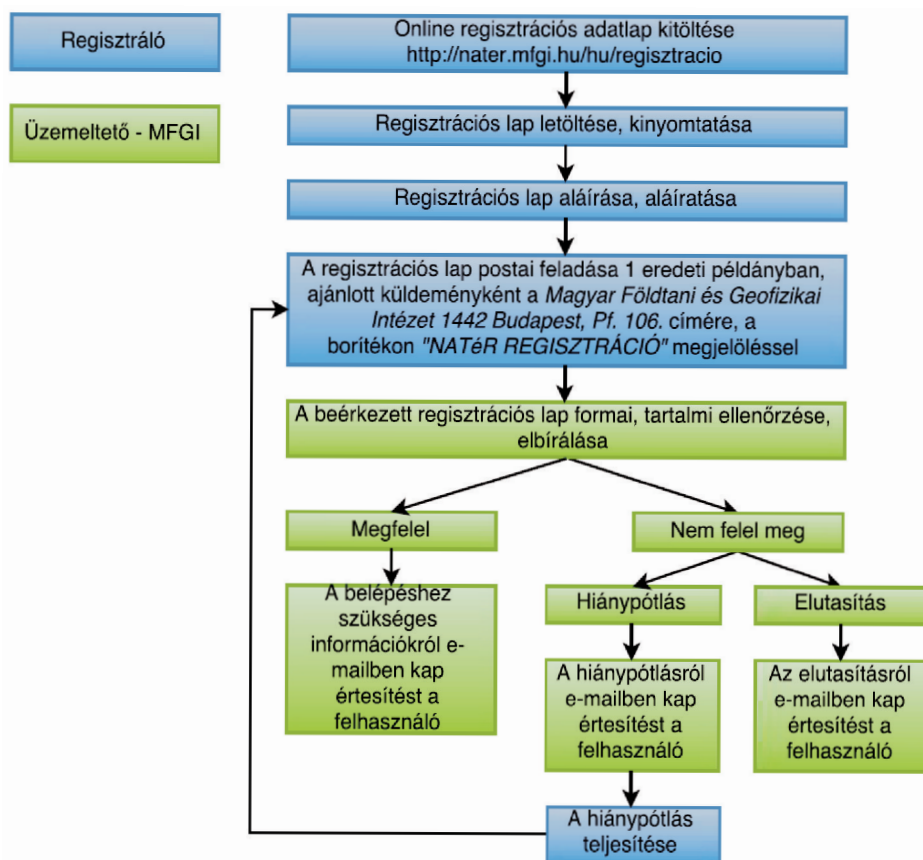 Regisztráló
Online regisztrációs adatlap kitöltése
http://nater.mfgi.hu/hu/regisztracio
Üzemeltető - MFGI
Regisztrációs lap letöltése, kinyomtatása
Regisztrációs lap aláírása, aláíratása
A regisztrációs lap postai feladása 1 eredeti példányban,
ajánlott küldeményként a Magyar Földtani és Geofizikai
Intézet 1442 Budapest, Pf. 106. címére, a
borítékon "NATéR REGISZTRÁCIÓ" megjelöléssel
A beérkezett regisztrációs lap formai, tartalmi ellenőrzése,
elbírálása
Megfelel
Nem felel meg
A belépéshez
szükséges
információkról e-
mailben kap
értesítést a
felhasználó
Hiánypótlás
Elutasítás
A hiánypótlásról
e-mailben kap
értesítést a
felhasználó
Az elutasításról
e-mailben kap
értesítést a
felhasználó
A hiánypótlás
teljesítése